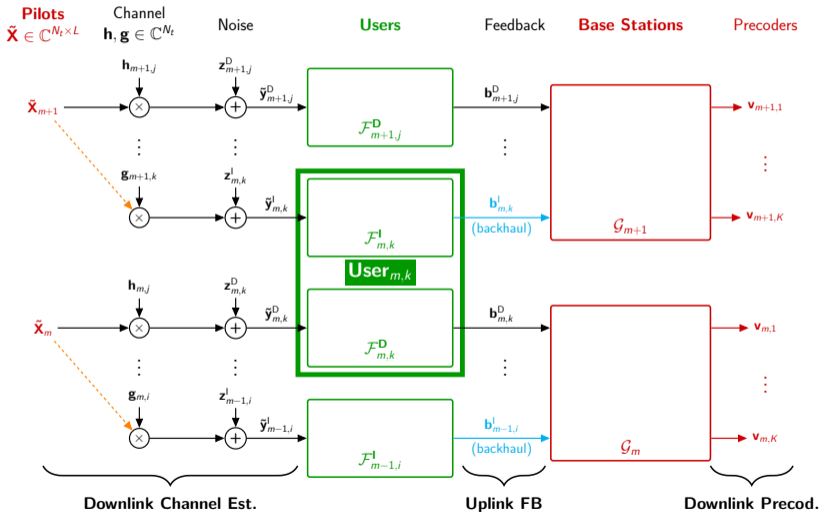 Pilots Channel Noise Users Feedback Base Stations Precoders
X̃ ∈ ℂ^{N_t×L} h, g ∈ ℂ^{N_t}
h_{m+1,j} z^D_{m+1,j}
X̃_{m+1} × + ỹ^D_{m+1,j} F^D_{m+1,j} b^D_{m+1,j} v_{m+1,1}
⋮ ⋮ ⋮ ⋮
g_{m+1,k} z^I_{m,k}
× + ỹ^I_{m,k} F^I_{m,k} b^I_{m,k} G_{m+1} v_{m+1,K}
(backhaul)
User_{m,k}
h_{m,j} z^D_{m,k}
X̃_m × + ỹ^D_{m,k} F^D_{m,k} b^D_{m,k} v_{m,1}
⋮ ⋮ ⋮ ⋮
g_{m,i} z^I_{m−1,i}
× + ỹ^I_{m−1,i} F^I_{m−1,i} b^I_{m−1,i} G_m v_{m,K}
(backhaul)
Downlink Channel Est. Uplink FB Downlink Precod.